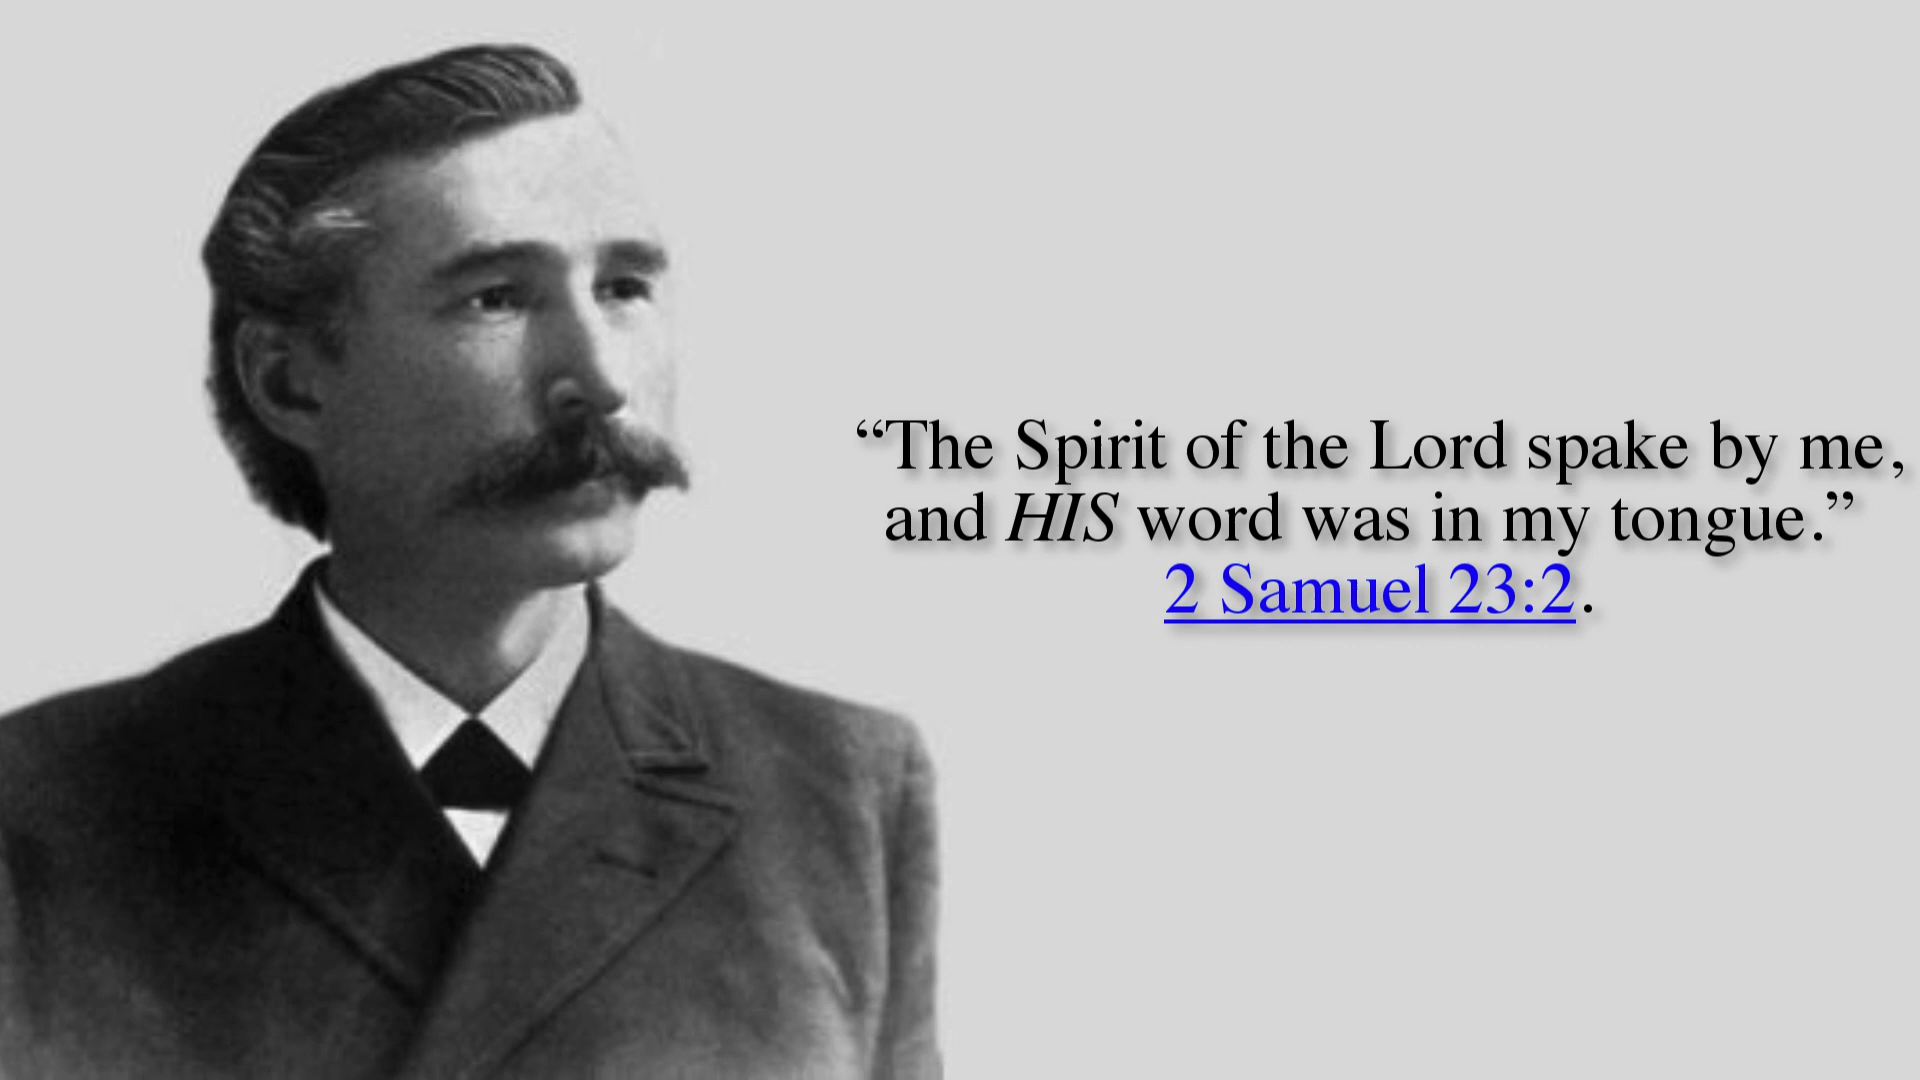 “The Spirit of the Lord spake by me,
and HIS word was in my tongue.”
2 Samuel 23:2.